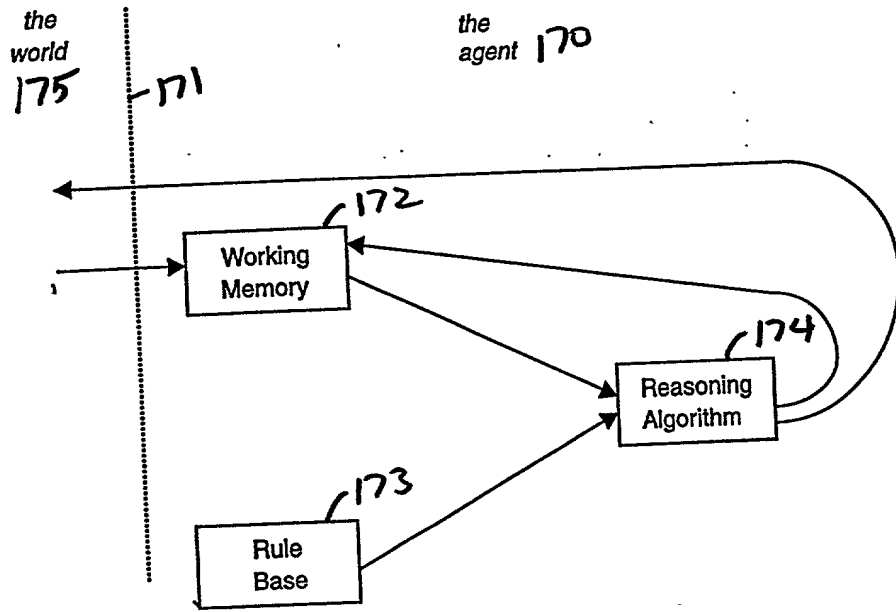 the
world
175
171
the
agent 170
172
Working
Memory
174
Reasoning
Algorithm
173
Rule
Base